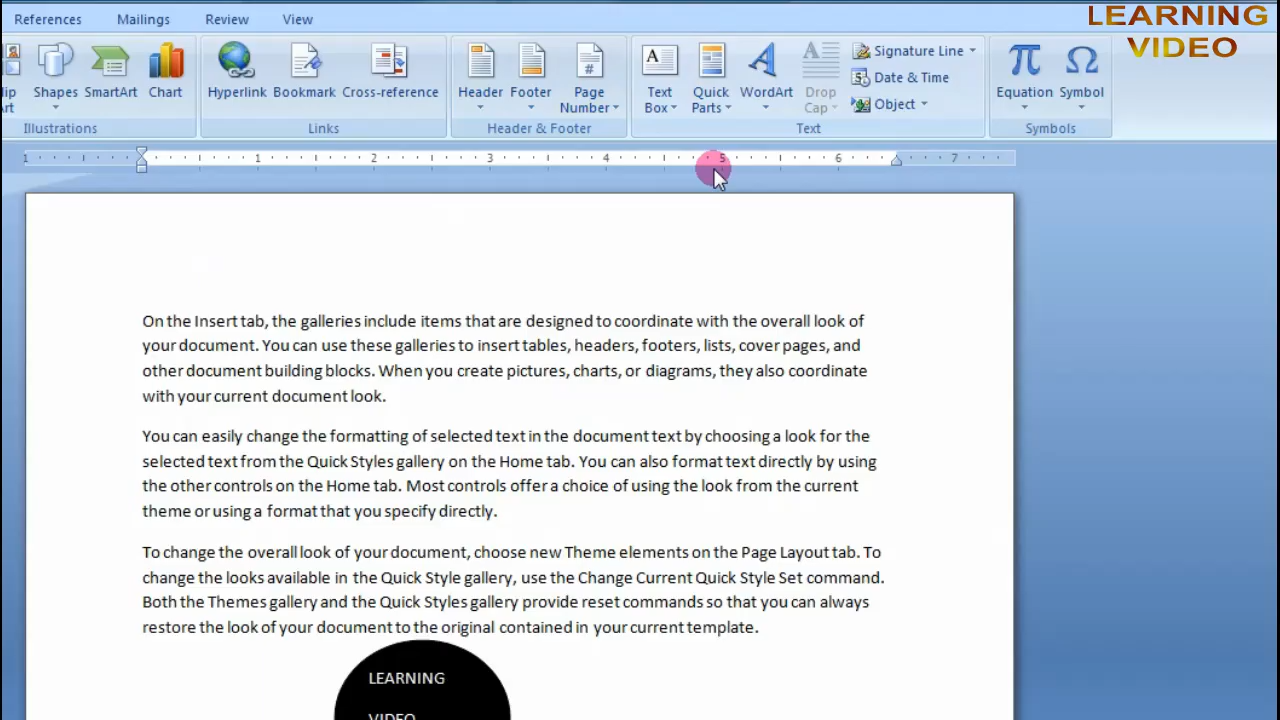 References Mailings Review View
LEARNING
VIDEO
Shapes SmartArt Chart Hyperlink Bookmark Cross-reference Header Footer Page Number Text Box Quick Parts WordArt Drop Cap Signature Line Date & Time Object Equation Symbol
Illustrations Links Header & Footer Text Symbols
1 1 2 3 4 5 6 7
On the Insert tab, the galleries include items that are designed to coordinate with the overall look of
your document. You can use these galleries to insert tables, headers, footers, lists, cover pages, and
other document building blocks. When you create pictures, charts, or diagrams, they also coordinate
with your current document look.
You can easily change the formatting of selected text in the document text by choosing a look for the
selected text from the Quick Styles gallery on the Home tab. You can also format text directly by using
the other controls on the Home tab. Most controls offer a choice of using the look from the current
theme or using a format that you specify directly.
To change the overall look of your document, choose new Theme elements on the Page Layout tab. To
change the looks available in the Quick Style gallery, use the Change Current Quick Style Set command.
Both the Themes gallery and the Quick Styles gallery provide reset commands so that you can always
restore the look of your document to the original contained in your current template.
LEARNING
VIDEO